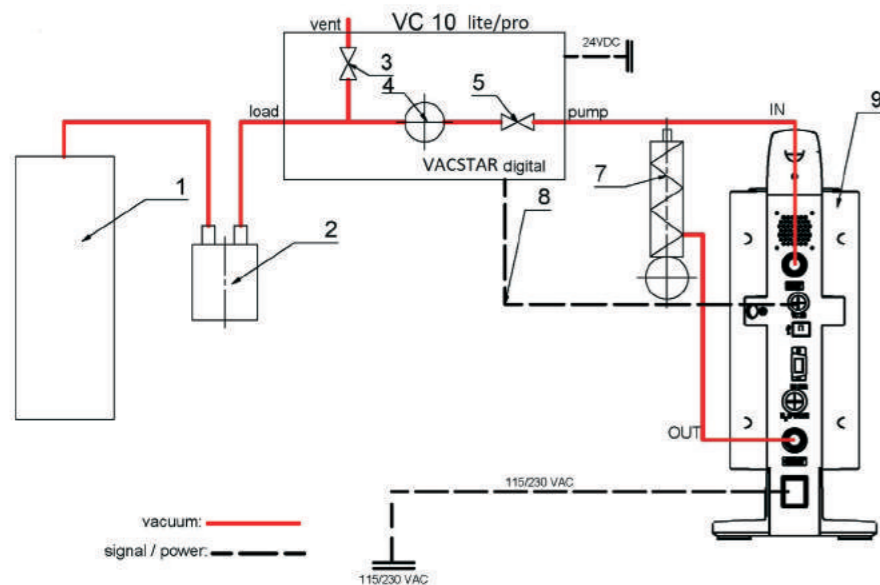 vent
VC 10 lite/pro
24VDC
3
4
5
load
pump
IN
9
VACSTAR digital
7
1
8
2
OUT
115/230 VAC
vacuum:
signal / power:
115/230 VAC